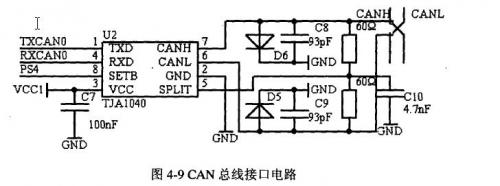 CANH CANL
U2
C8
TXCAN0 1 TXD CANH 7
93pF 60Ω
RXCAN0 4 RXD CANL 6
D6 GND
PS4 8 SETB GND 2
60Ω
VCC1 3 VCC SPLIT 5
C7 TJA1040 D5 GND
C9 C10
100nF 93pF 4.7nF
GND GND GND
图 4-9 CAN 总线接口电路